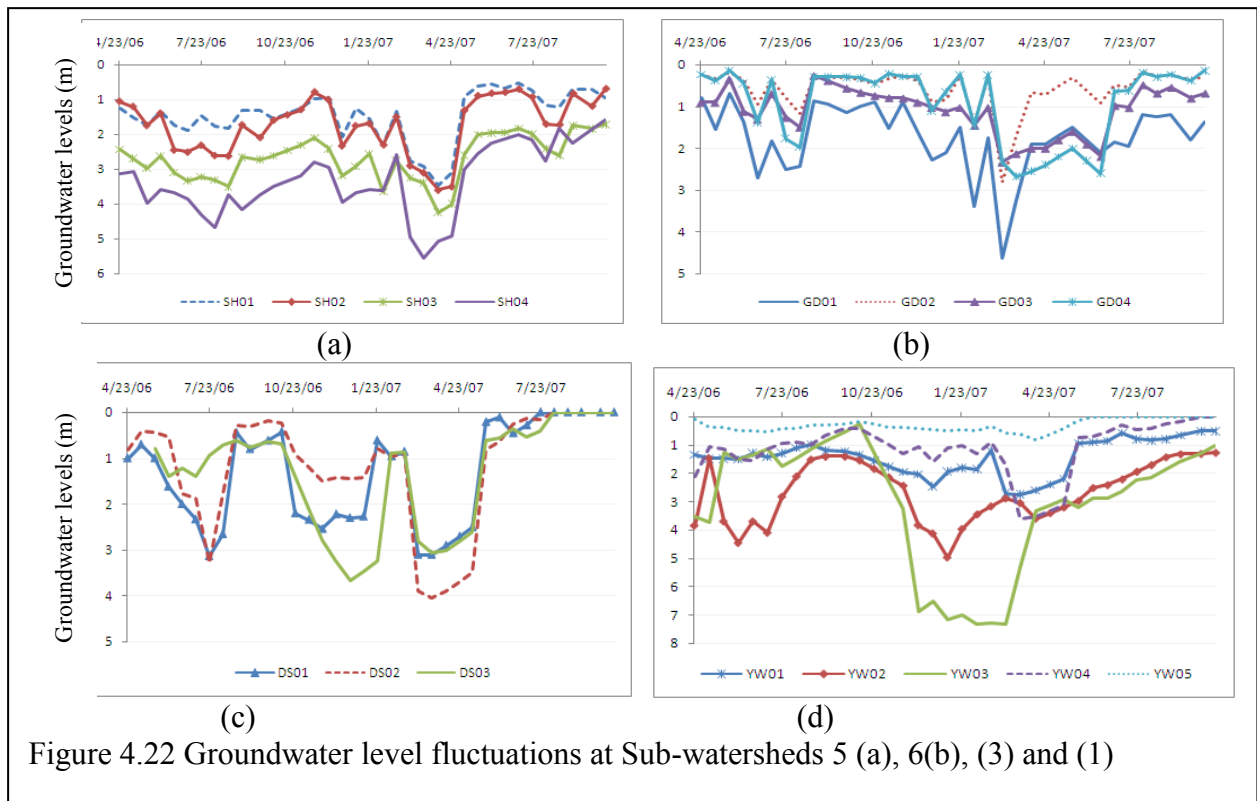 4/23/06 7/23/06 10/23/06 1/23/07 4/23/07 7/23/07
0
1
2
3
4
5
6
Groundwater levels (m)
SH01 SH02 SH03 SH04
(a)
4/23/06 7/23/06 10/23/06 1/23/07 4/23/07 7/23/07
0
1
2
3
4
5
GD01 GD02 GD03 GD04
(b)
4/23/06 7/23/06 10/23/06 1/23/07 4/23/07 7/23/07
0
1
2
3
4
5
Groundwater levels (m)
DS01 DS02 DS03
(c)
4/23/06 7/23/06 10/23/06 1/23/07 4/23/07 7/23/07
0
1
2
3
4
5
6
7
8
YW01 YW02 YW03 YW04 YW05
(d)
Figure 4.22 Groundwater level fluctuations at Sub-watersheds 5 (a), 6(b), (3) and (1)